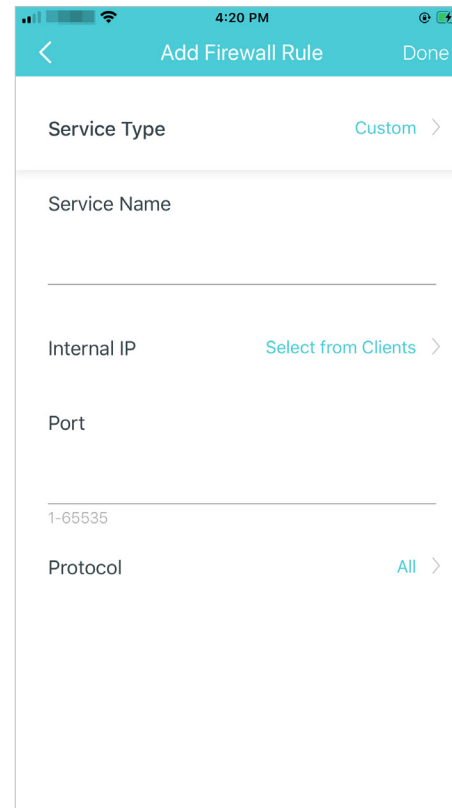 4:20 PM
Add Firewall Rule Done
Service Type Custom
Service Name
Internal IP Select from Clients
Port
1-65535
Protocol All